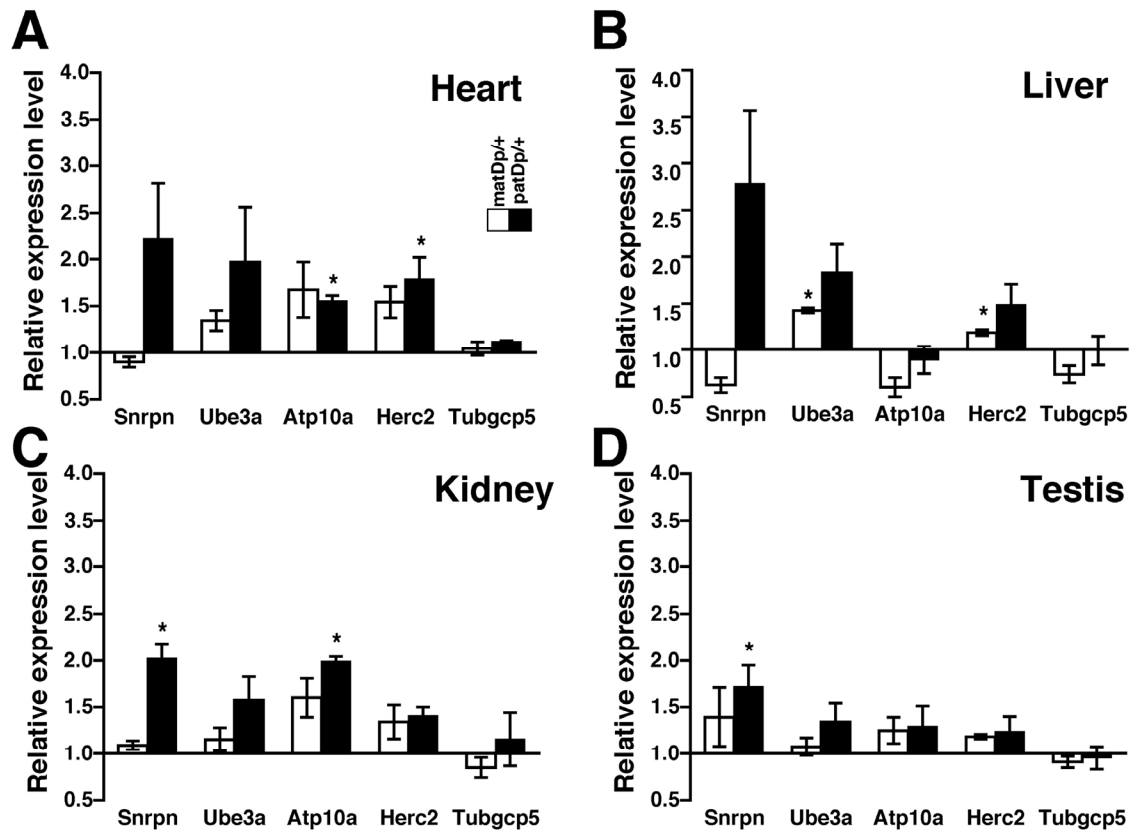 A
Relative expression level
4.0
3.5
3.0
2.5
2.0
1.5
1.0
0.5
Heart
matDp/+
patDp/+
*
*
Snrpn Ube3a Atp10a Herc2 Tubgcp5
B
Relative expression level
4.0
3.5
3.0
2.5
2.0
1.5
1.0
0.5
Liver
*
*
Snrpn Ube3a Atp10a Herc2 Tubgcp5
C
Relative expression level
4.0
3.5
3.0
2.5
2.0
1.5
1.0
0.5
Kidney
*
*
Snrpn Ube3a Atp10a Herc2 Tubgcp5
D
Relative expression level
4.0
3.5
3.0
2.5
2.0
1.5
1.0
0.5
Testis
*
Snrpn Ube3a Atp10a Herc2 Tubgcp5